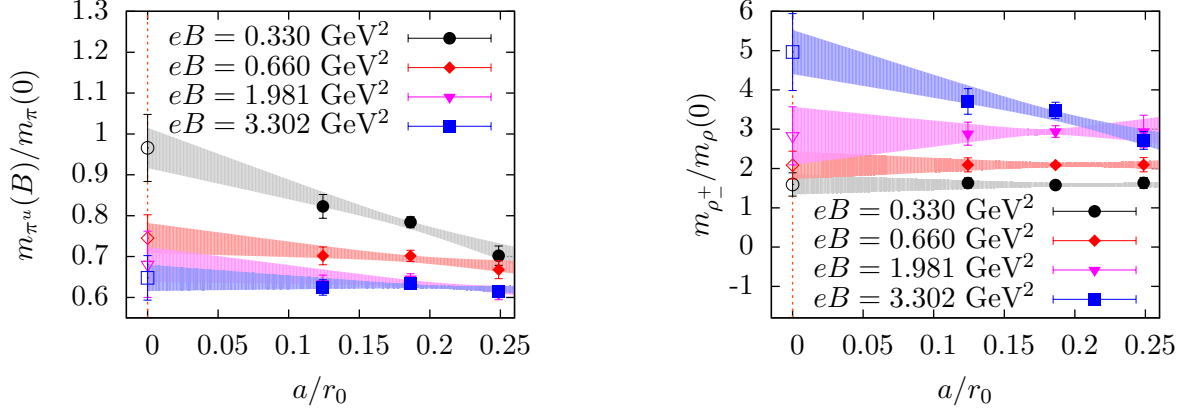 1.3
1.2
1.1
1
0.9
0.8
0.7
0.6
m_{π^u}(B)/m_π(0)
eB = 0.330 GeV²
eB = 0.660 GeV²
eB = 1.981 GeV²
eB = 3.302 GeV²
0 0.05 0.1 0.15 0.2 0.25
a/r₀
6
5
4
3
2
1
0
-1
m_{ρ_-^+}/m_ρ(0)
eB = 0.330 GeV²
eB = 0.660 GeV²
eB = 1.981 GeV²
eB = 3.302 GeV²
0 0.05 0.1 0.15 0.2 0.25
a/r₀